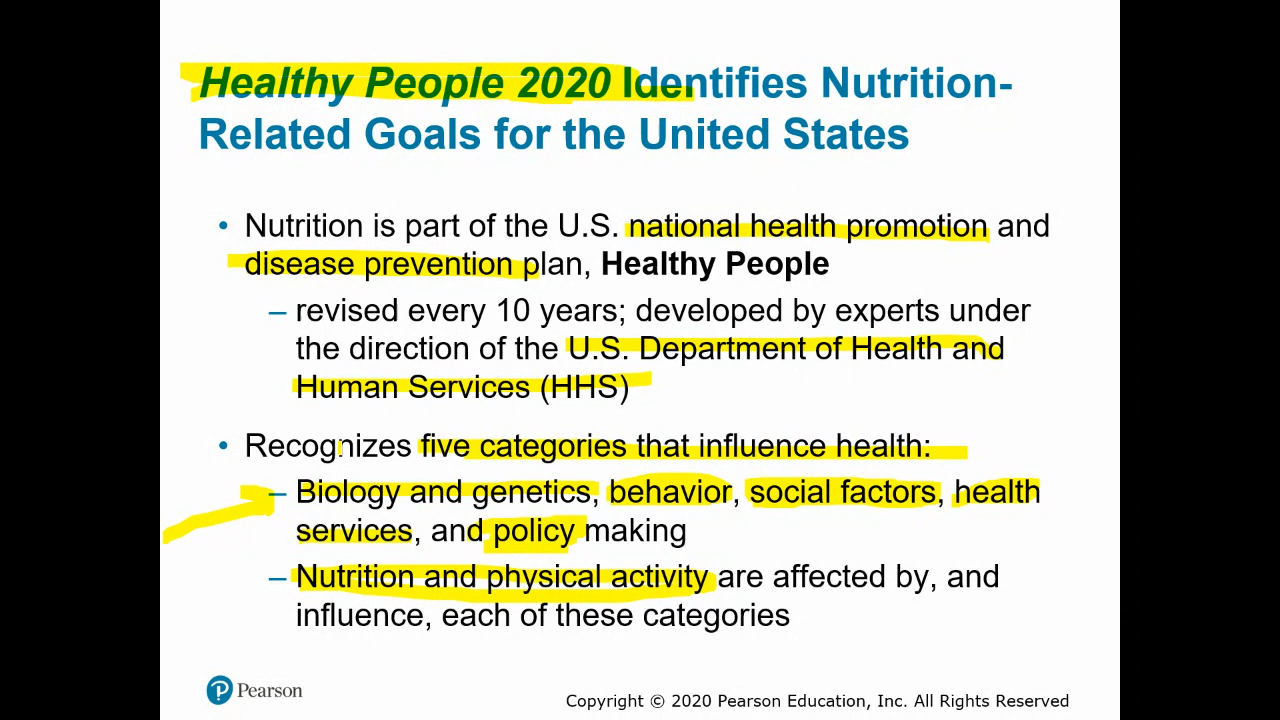 Healthy People 2020 Identifies Nutrition-
Related Goals for the United States
• Nutrition is part of the U.S. national health promotion and
disease prevention plan, Healthy People
– revised every 10 years; developed by experts under
the direction of the U.S. Department of Health and
Human Services (HHS)
• Recognizes five categories that influence health:
– Biology and genetics, behavior, social factors, health
services, and policy making
– Nutrition and physical activity are affected by, and
influence, each of these categories
P Pearson
Copyright © 2020 Pearson Education, Inc. All Rights Reserved